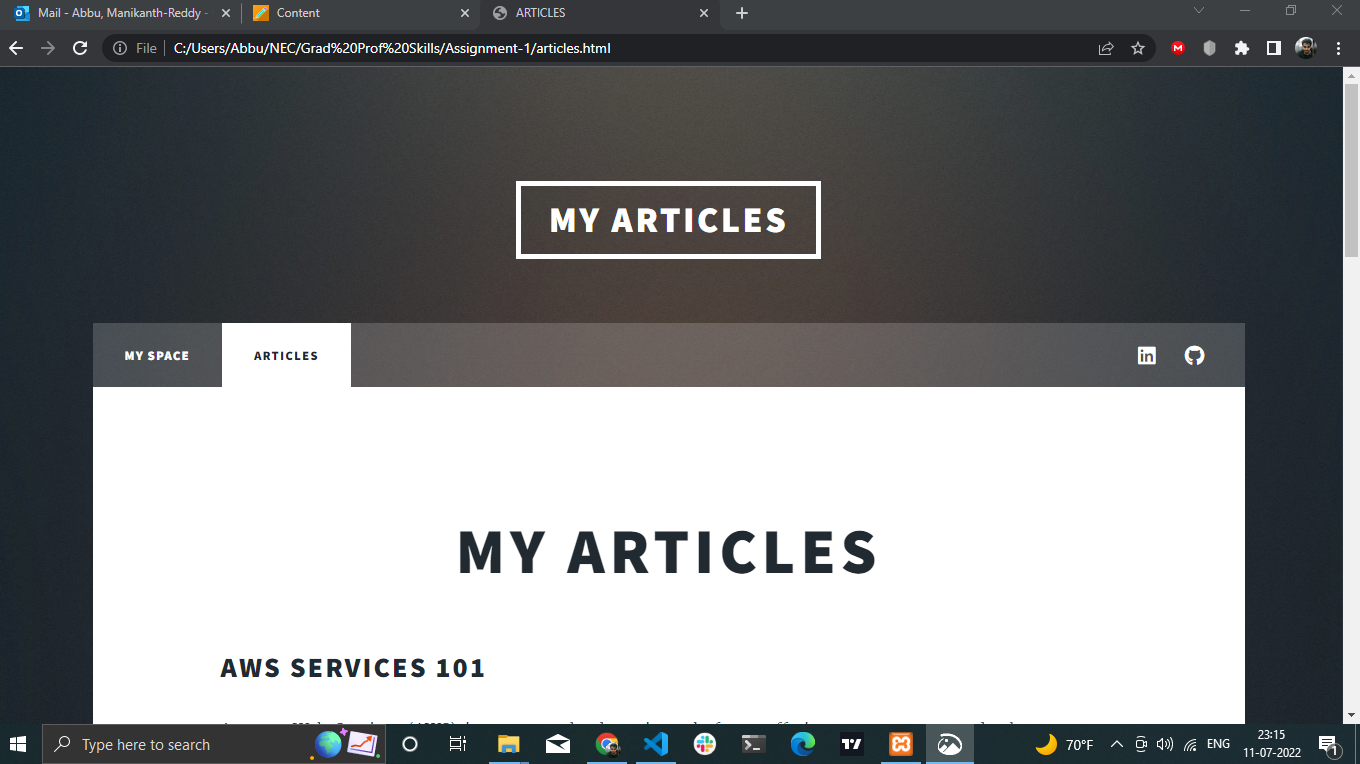 Mail - Abbu, Manikanth-Reddy -
Content
ARTICLES
File
C:/Users/Abbu/NEC/Grad%20Prof%20Skills/Assignment-1/articles.html
M
MY ARTICLES
MY SPACE
ARTICLES
in
MY ARTICLES
AWS SERVICES 101
Type here to search
70°F
ENG
23:15
11-07-2022
1